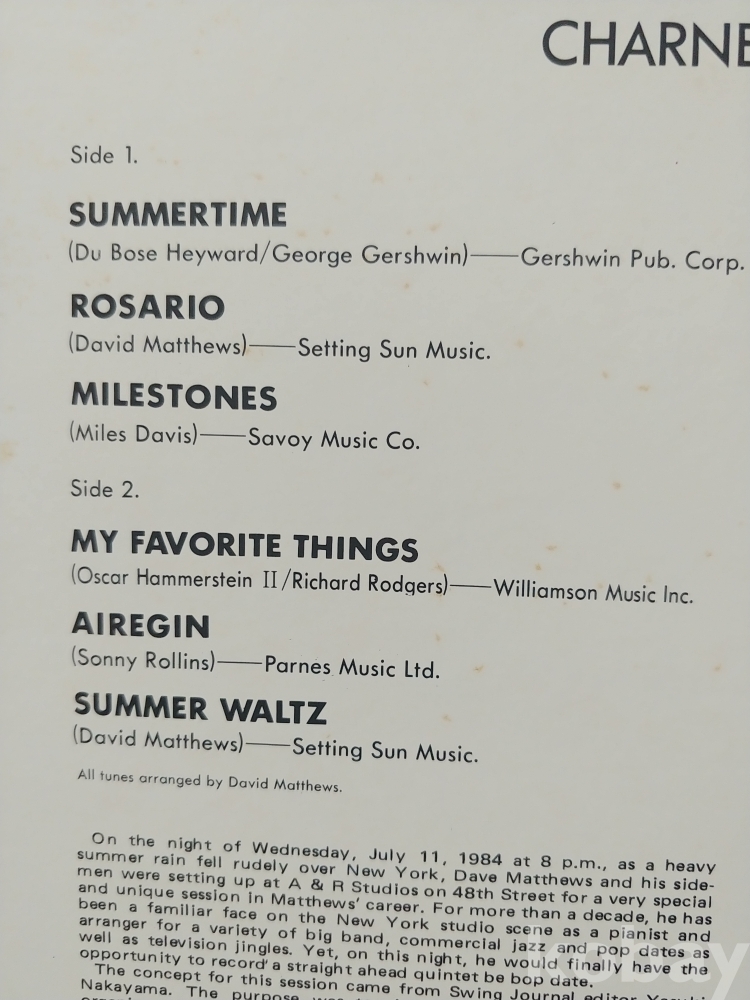 CHARNE
Side 1.
SUMMERTIME
(Du Bose Heyward/George Gershwin)——Gershwin Pub. Corp.
ROSARIO
(David Matthews)——Setting Sun Music.
MILESTONES
(Miles Davis)——Savoy Music Co.
Side 2.
MY FAVORITE THINGS
(Oscar Hammerstein II/Richard Rodgers)——Williamson Music Inc.
AIREGIN
(Sonny Rollins)——Parnes Music Ltd.
SUMMER WALTZ
(David Matthews)——Setting Sun Music.
All tunes arranged by David Matthews.
On the night of Wednesday, July 11, 1984 at 8 p.m., as a heavy
summer rain fell rudely over New York, Dave Matthews and his side-
men were setting up at A & R Studios on 48th Street for a very special
and unique session in Matthews' career. For more than a decade, he has
been a familiar face on the New York studio scene as a pianist and
arranger for a variety of big band, commercial jazz and pop dates as
well as television jingles. Yet, on this night, he would finally have the
opportunity to record a straight ahead quintet be bop date.
The concept for this session came from Swing Journal editor
Nakayama. The purpose
kobay